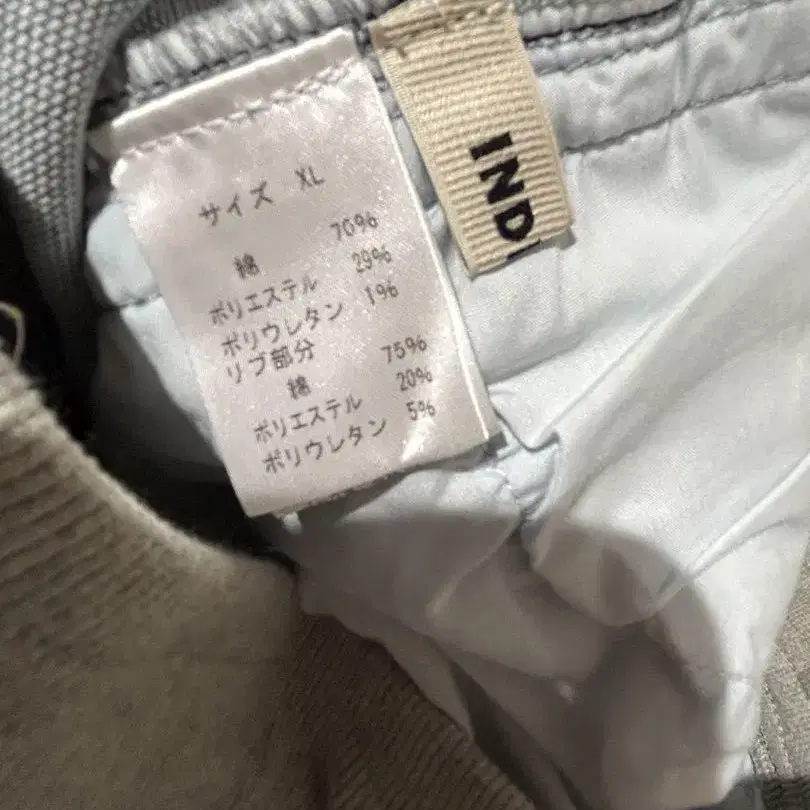 サイズ XL
綿 70%
ポリエステル 29%
ポリウレタン 1%
リブ部分
綿 75%
ポリエステル 20%
ポリウレタン 5%
IND